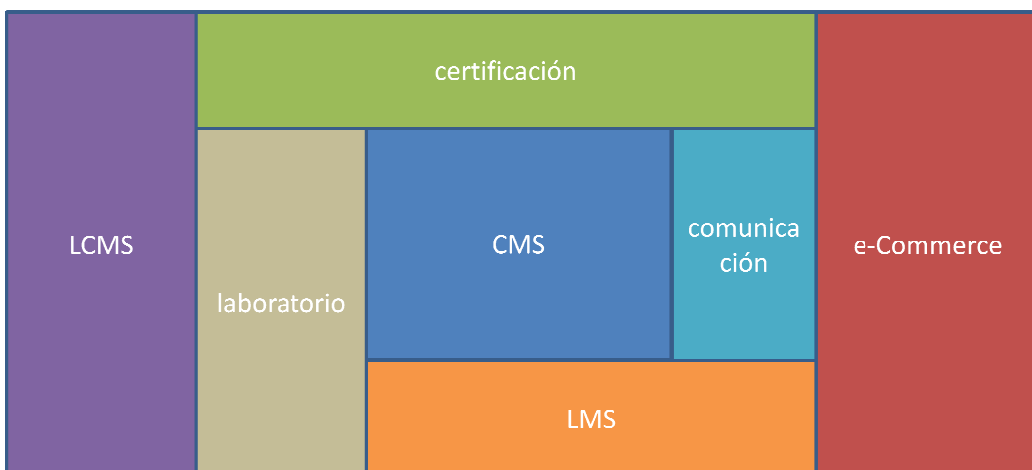 certificación
LCMS
laboratorio
CMS
comunica
ción
e-Commerce
LMS